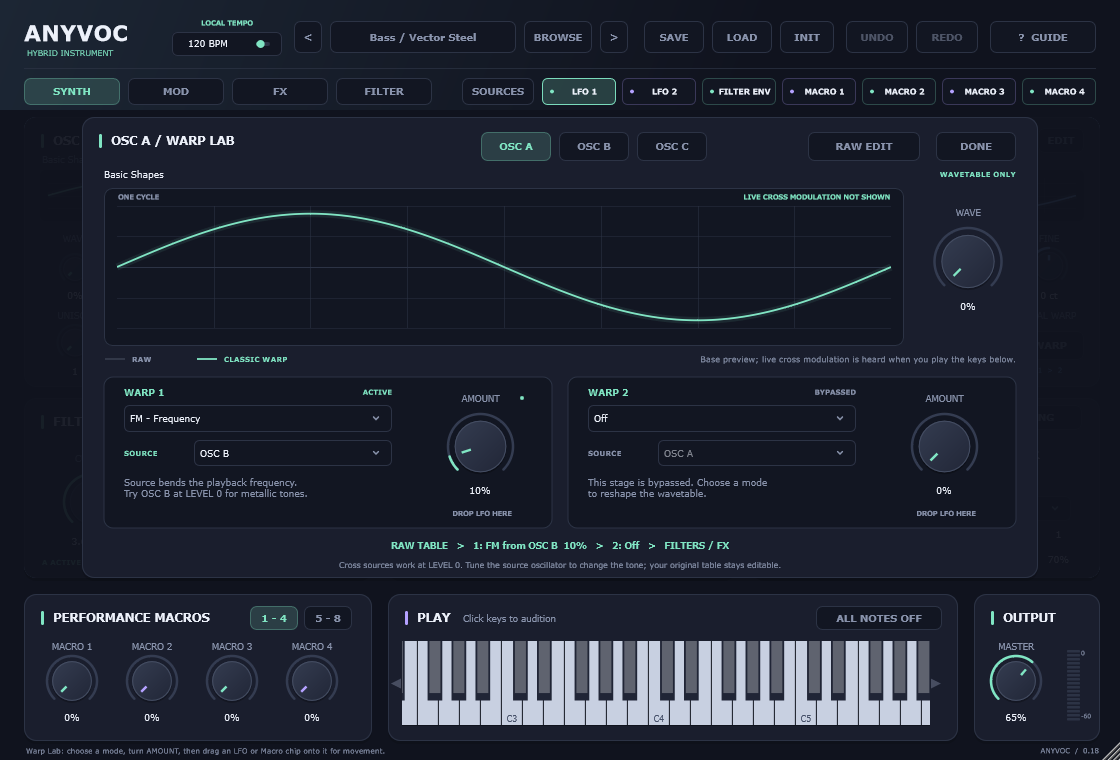 ANYVOC
HYBRID INSTRUMENT
LOCAL TEMPO
120 BPM
<
Bass / Vector Steel
BROWSE
>
SAVE
LOAD
INIT
UNDO
REDO
? GUIDE
SYNTH
MOD
FX
FILTER
SOURCES
LFO 1
LFO 2
FILTER ENV
MACRO 1
MACRO 2
MACRO 3
MACRO 4
OSC A / WARP LAB
OSC A
OSC B
OSC C
RAW EDIT
DONE
Basic Shapes
WAVETABLE ONLY
ONE CYCLE
LIVE CROSS MODULATION NOT SHOWN
WAVE
0%
RAW
CLASSIC WARP
Base preview; live cross modulation is heard when you play the keys below.
WARP 1
ACTIVE
FM - Frequency
SOURCE
OSC B
Source bends the playback frequency.
Try OSC B at LEVEL 0 for metallic tones.
AMOUNT
10%
DROP LFO HERE
WARP 2
BYPASSED
Off
SOURCE
OSC A
This stage is bypassed. Choose a mode
to reshape the wavetable.
AMOUNT
0%
DROP LFO HERE
RAW TABLE > 1: FM from OSC B 10% > 2: Off > FILTERS / FX
Cross sources work at LEVEL 0. Tune the source oscillator to change the tone; your original table stays editable.
PERFORMANCE MACROS
1 - 4
5 - 8
MACRO 1
MACRO 2
MACRO 3
MACRO 4
0%
0%
0%
0%
PLAY
Click keys to audition
ALL NOTES OFF
C3
C4
C5
OUTPUT
MASTER
65%
0
-60
Warp Lab: choose a mode, turn AMOUNT, then drag an LFO or Macro chip onto it for movement.
ANYVOC / 0.18